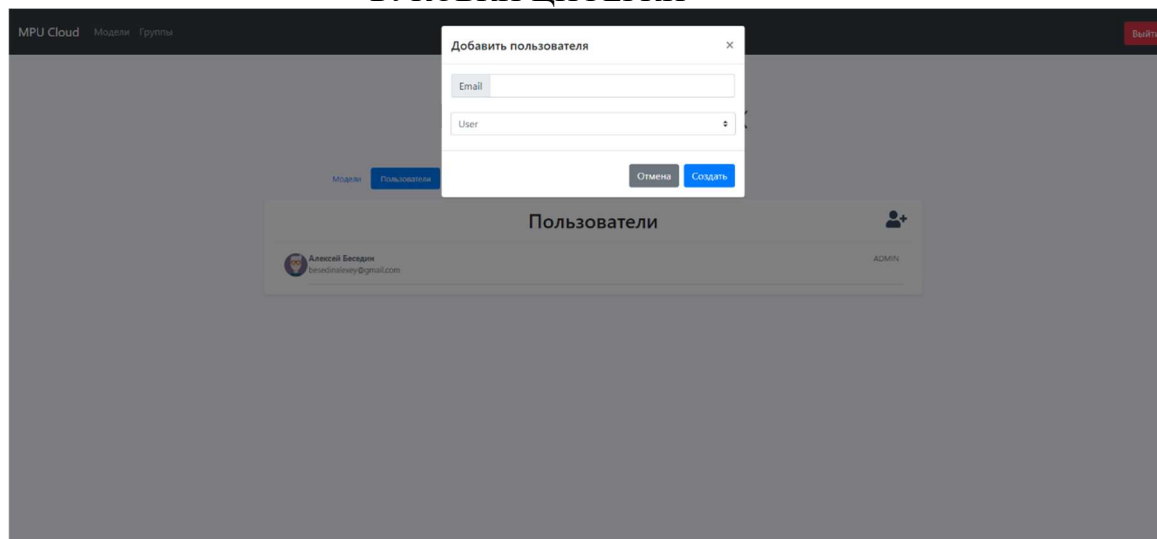 MPU Cloud Модели Группы
Выйти
Добавить пользователя ×
Email
User
Отмена Создать
Модели Пользователи
Пользователи
Алексей Беседин
besedinalexey@gmail.com
ADMIN